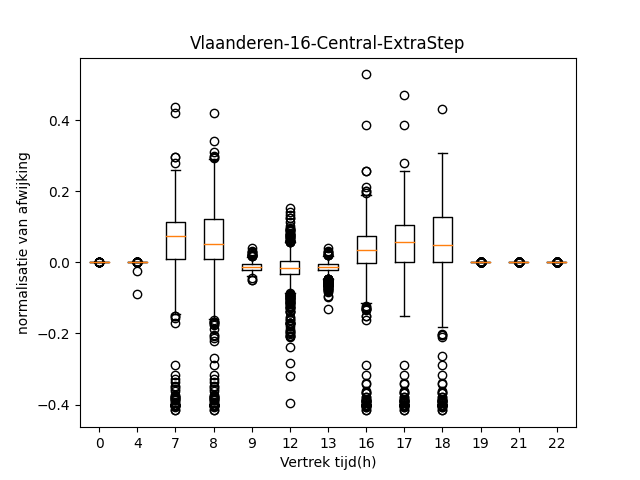 Vlaanderen-16-Central-ExtraStep
normalisatie van afwijking
0.4
0.2
0.0
−0.2
−0.4
0 4 7 8 9 12 13 16 17 18 19 21 22
Vertrek tijd(h)